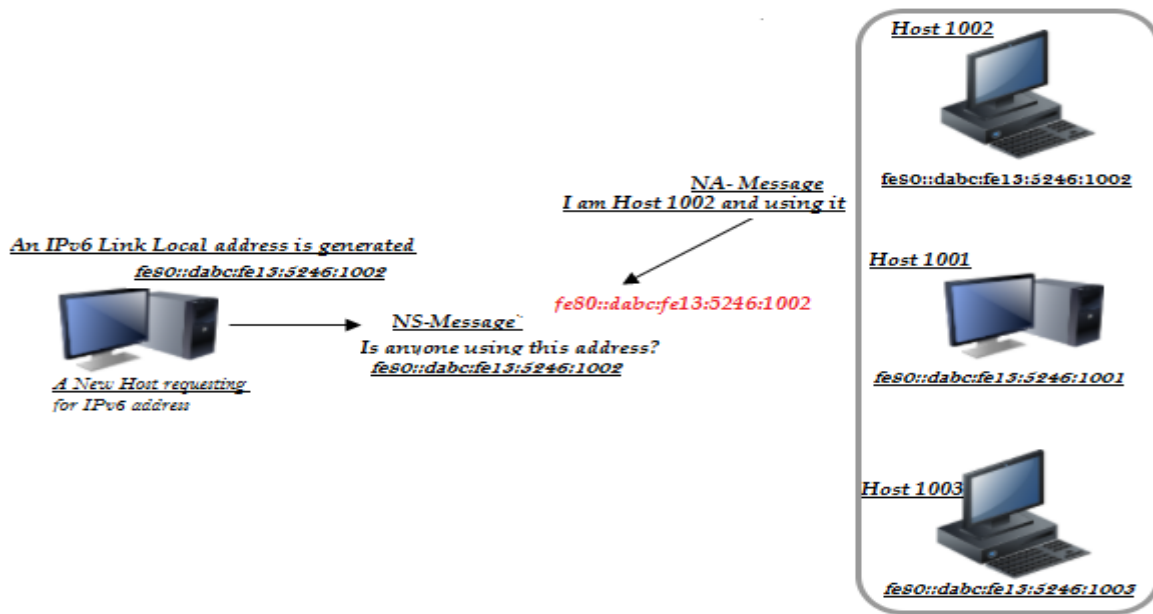 Host 1002
fe80::dabc:fe13:5246:1002
NA- Message
I am Host 1002 and using it
An IPv6 Link Local address is generated
fe80::dabc:fe13:5246:1002
Host 1001
fe80::dabc:fe13:5246:1002
NS-Message`
Is anyone using this address?
fe80::dabc:fe13:5246:1002
fe80::dabc:fe13:5246:1001
A New Host requesting
for IPv6 address
Host 1003
fe80::dabc:fe13:5246:1003